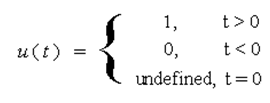 1, t > 0
u(t) = { 0, t < 0
undefined, t = 0